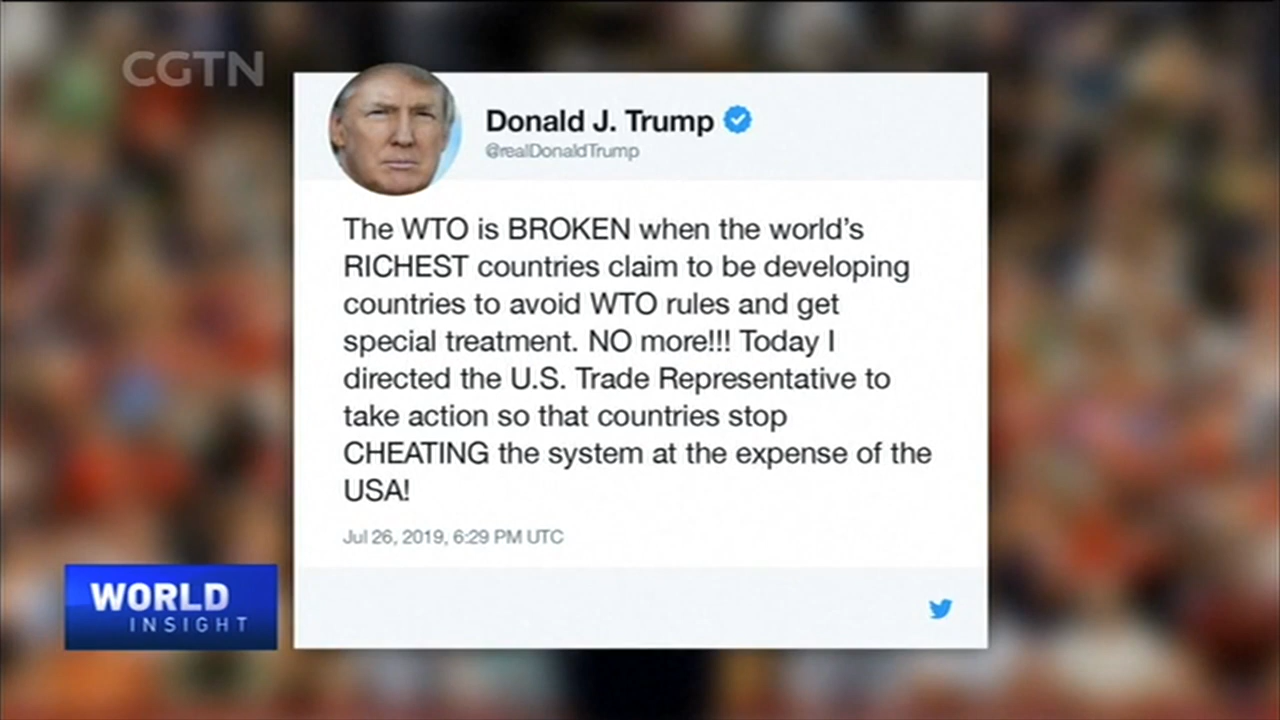 CGTN
Donald J. Trump
@realDonaldTrump
The WTO is BROKEN when the world's
RICHEST countries claim to be developing
countries to avoid WTO rules and get
special treatment. NO more!!! Today I
directed the U.S. Trade Representative to
take action so that countries stop
CHEATING the system at the expense of the
USA!
Jul 26, 2019, 6:29 PM UTC
WORLD
INSIGHT